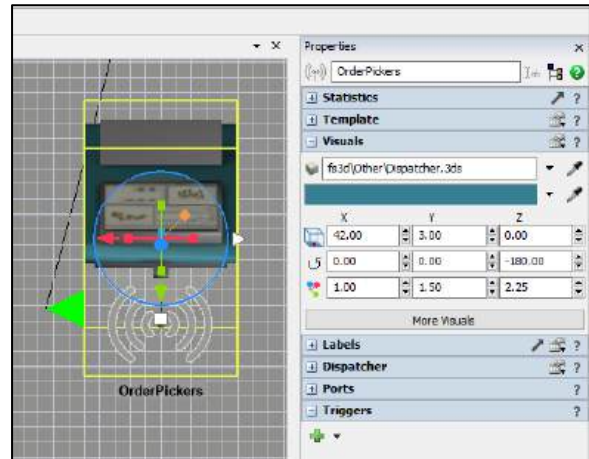 Properties
OrderPickers
Statistics
Template
Visuals
fs3d\Other\Dispatcher.3ds
X Y Z
42.00 3.00 0.00
0.00 0.00 -180.00
1.00 1.50 2.25
More Visuals
Labels
Dispatcher
Ports
Triggers
OrderPickers